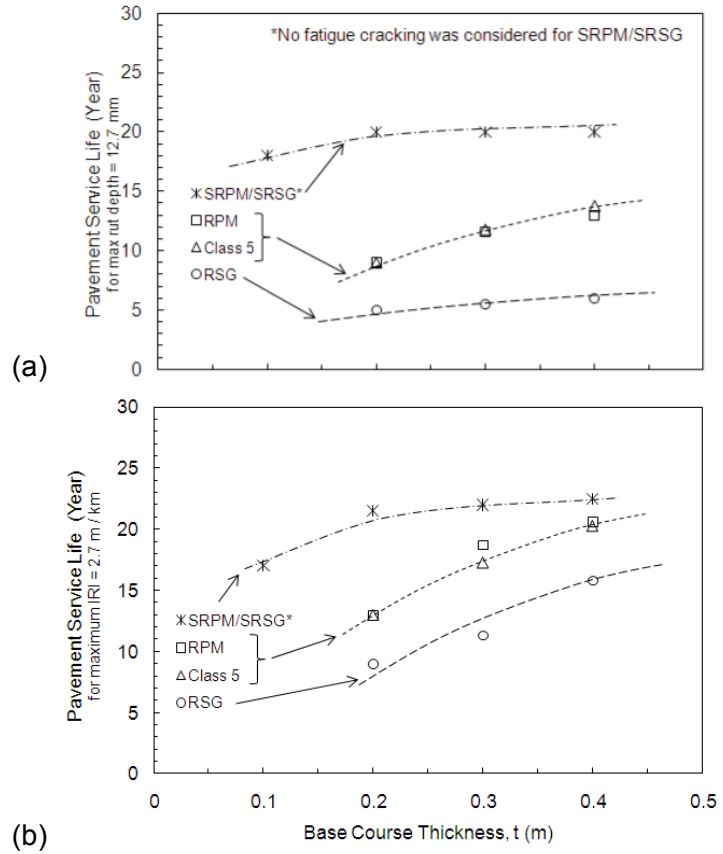 *No fatigue cracking was considered for SRPM/SRSG
Pavement Service Life (Year)
for max rut depth = 12.7 mm
30
25
20
15
10
5
0
SRPM/SRSG*
RPM
Class 5
RSG
(a)
Pavement Service Life (Year)
for maximum IRI = 2.7 m / km
30
25
20
15
10
5
0
SRPM/SRSG*
RPM
Class 5
RSG
0 0.1 0.2 0.3 0.4 0.5
Base Course Thickness, t (m)
(b)